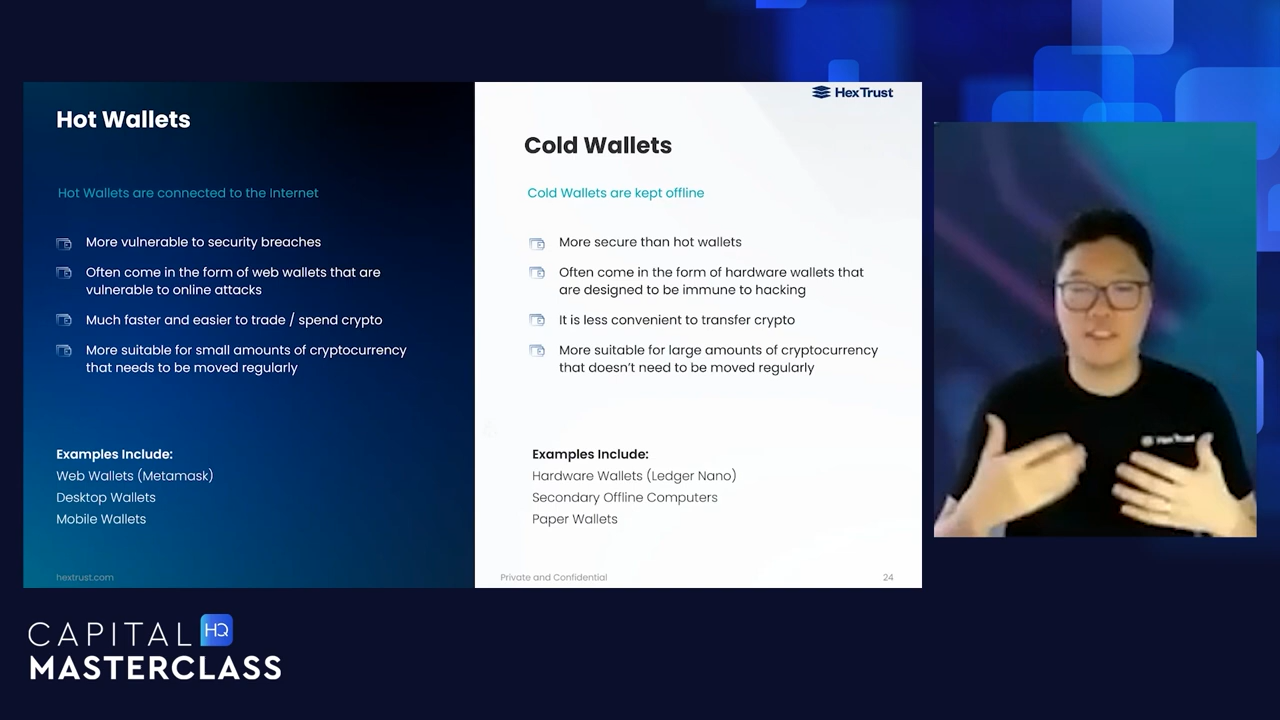 Hot Wallets
Hot Wallets are connected to the Internet
More vulnerable to security breaches
Often come in the form of web wallets that are
vulnerable to online attacks
Much faster and easier to trade / spend crypto
More suitable for small amounts of cryptocurrency
that needs to be moved regularly
Examples Include:
Web Wallets (Metamask)
Desktop Wallets
Mobile Wallets
hextrust.com
Hex Trust
Cold Wallets
Cold Wallets are kept offline
More secure than hot wallets
Often come in the form of hardware wallets that
are designed to be immune to hacking
It is less convenient to transfer crypto
More suitable for large amounts of cryptocurrency
that doesn't need to be moved regularly
Examples Include:
Hardware Wallets (Ledger Nano)
Secondary Offline Computers
Paper Wallets
Private and Confidential
24
Hex Trust
CAPITAL HQ
MASTERCLASS